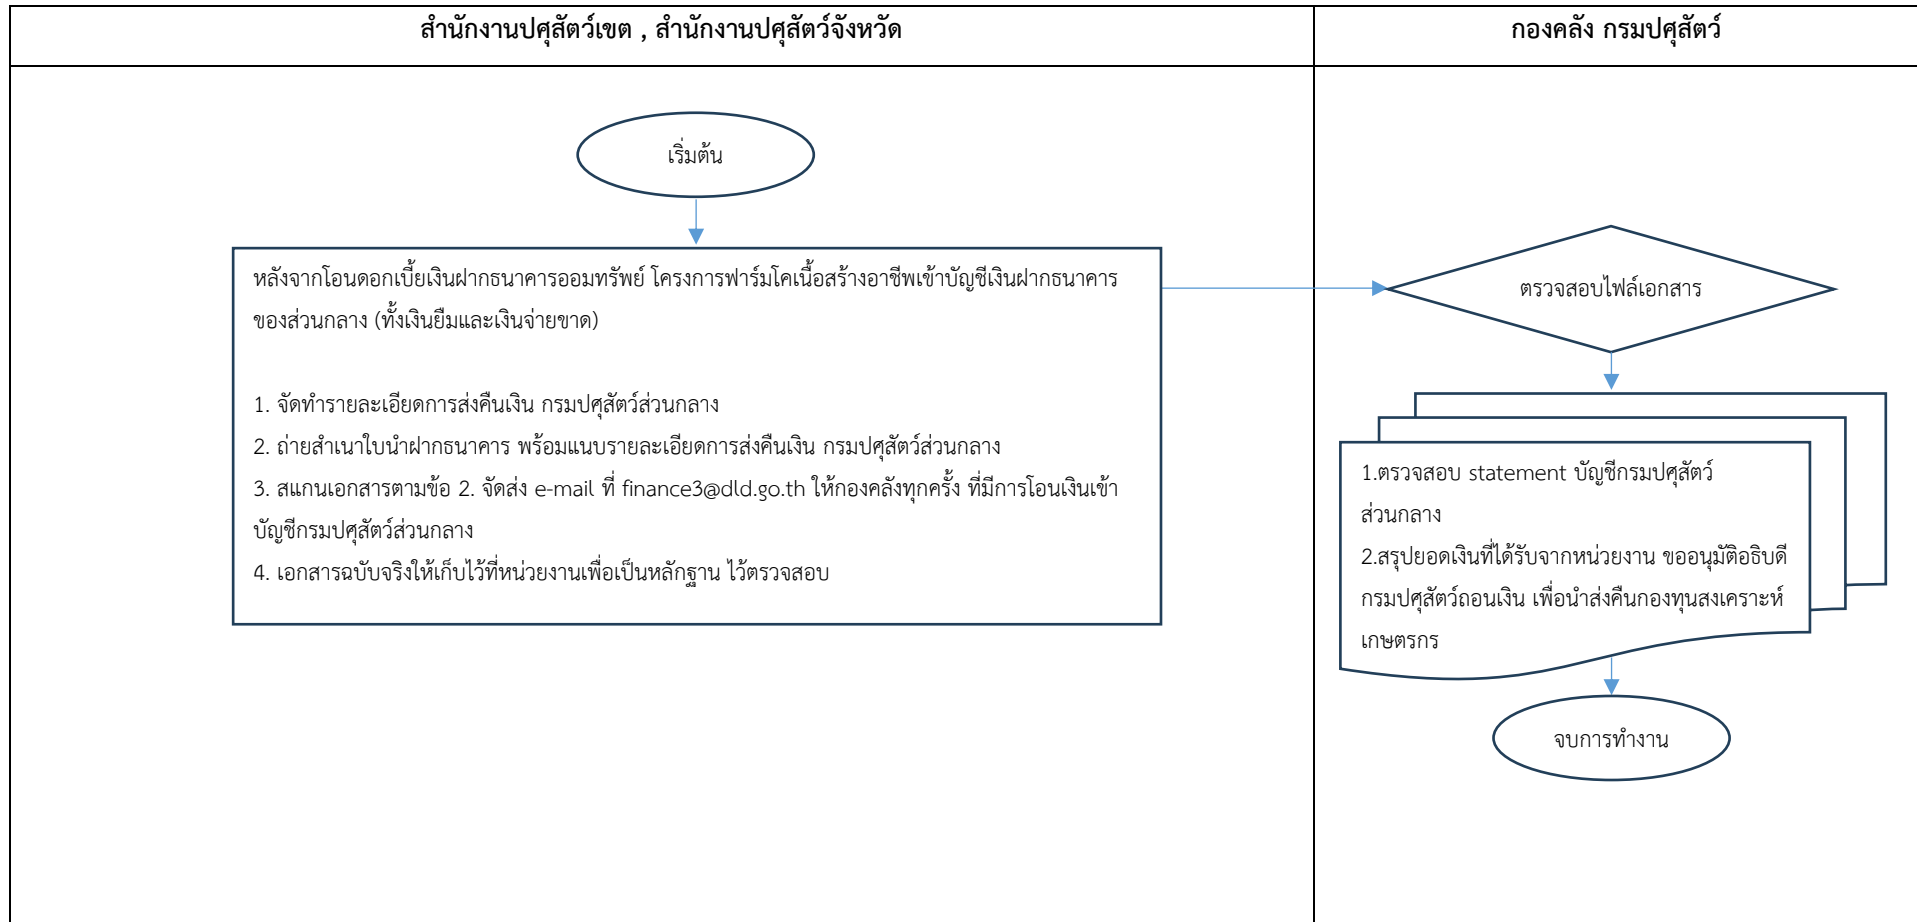 สำนักงานปศุสัตว์เขต , สำนักงานปศุสัตว์จังหวัด
กองคลัง กรมปศุสัตว์
เริ่มต้น
หลังจากโอนดอกเบี้ยเงินฝากธนาคารออมทรัพย์ โครงการฟาร์มโคเนื้อสร้างอาชีพเข้าบัญชีเงินฝากธนาคาร
ของส่วนกลาง (ทั้งเงินยืมและเงินจ่ายขาด)
1. จัดทำรายละเอียดการส่งคืนเงิน กรมปศุสัตว์ส่วนกลาง
2. ถ่ายสำเนาใบนำฝากธนาคาร พร้อมแนบรายละเอียดการส่งคืนเงิน กรมปศุสัตว์ส่วนกลาง
3. สแกนเอกสารตามข้อ 2. จัดส่ง e-mail ที่ finance3@dld.go.th ให้กองคลังทุกครั้ง ที่มีการโอนเงินเข้า
บัญชีกรมปศุสัตว์ส่วนกลาง
4. เอกสารฉบับจริงให้เก็บไว้ที่หน่วยงานเพื่อเป็นหลักฐาน ไว้ตรวจสอบ
ตรวจสอบไฟล์เอกสาร
1.ตรวจสอบ statement บัญชีกรมปศุสัตว์
ส่วนกลาง
2.สรุปยอดเงินที่ได้รับจากหน่วยงาน ขออนุมัติอธิบดี
กรมปศุสัตว์ถอนเงิน เพื่อนำส่งคืนกองทุนสงเคราะห์
เกษตรกร
จบการทำงาน